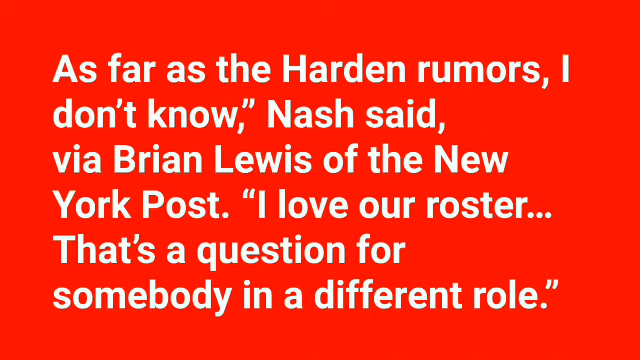 As far as the Harden rumors, I
don’t know,” Nash said,
via Brian Lewis of the New
York Post. “I love our roster…
That’s a question for
somebody in a different role.”